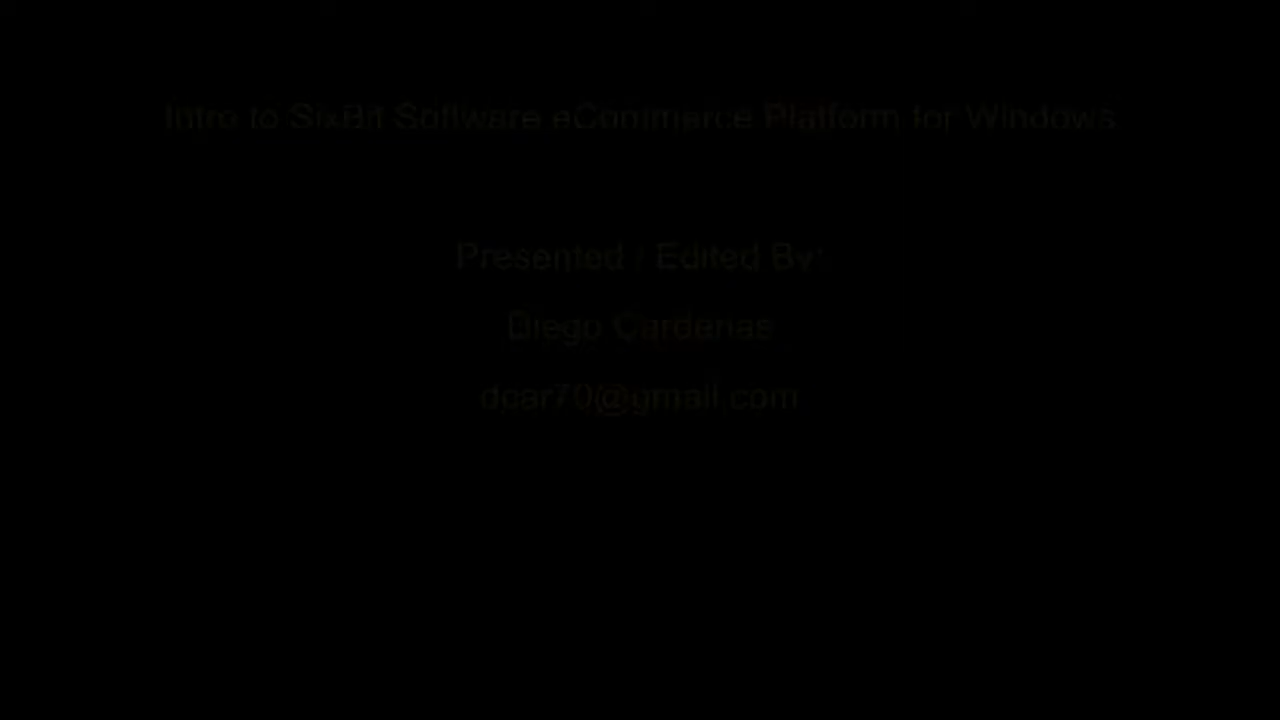 Intro to SixBit Software eCommerce Platform for Windows
Presented / Edited By:
Diego Cardenas
dcar70@gmail.com